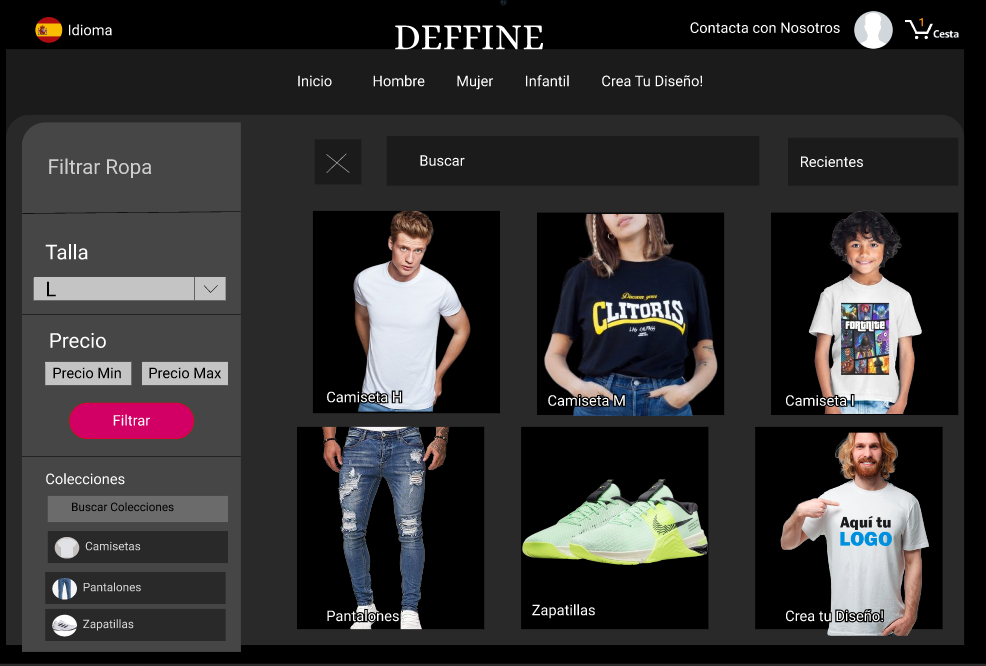 Idioma
DEFFINE
Contacta con Nosotros
1
Cesta
Inicio
Hombre
Mujer
Infantil
Crea Tu Diseño!
Filtrar Ropa
Talla
L
Precio
Precio Min
Precio Max
Filtrar
Colecciones
Buscar Colecciones
Camisetas
Pantalones
Zapatillas
Buscar
Recientes
Camiseta H
Discover your
CLITORIS
Camiseta M
FORTNITE
Camiseta I
Pantalones
Zapatillas
Aquí tu
LOGO
Crea tu Diseño!